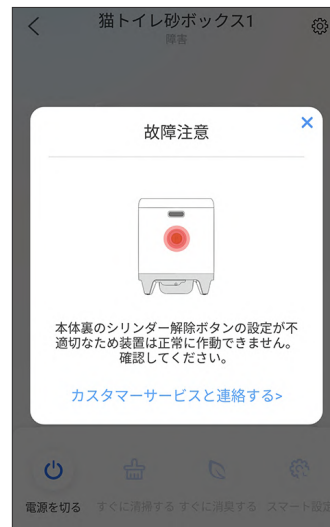 猫トイレ砂ボックス1
障害
故障注意
本体裏のシリンダー解除ボタンの設定が不
適切なため装置は正常に作動できません。
確認してください。
カスタマーサービスと連絡する>
電源を切る すぐに清掃する すぐに消臭する スマート設定